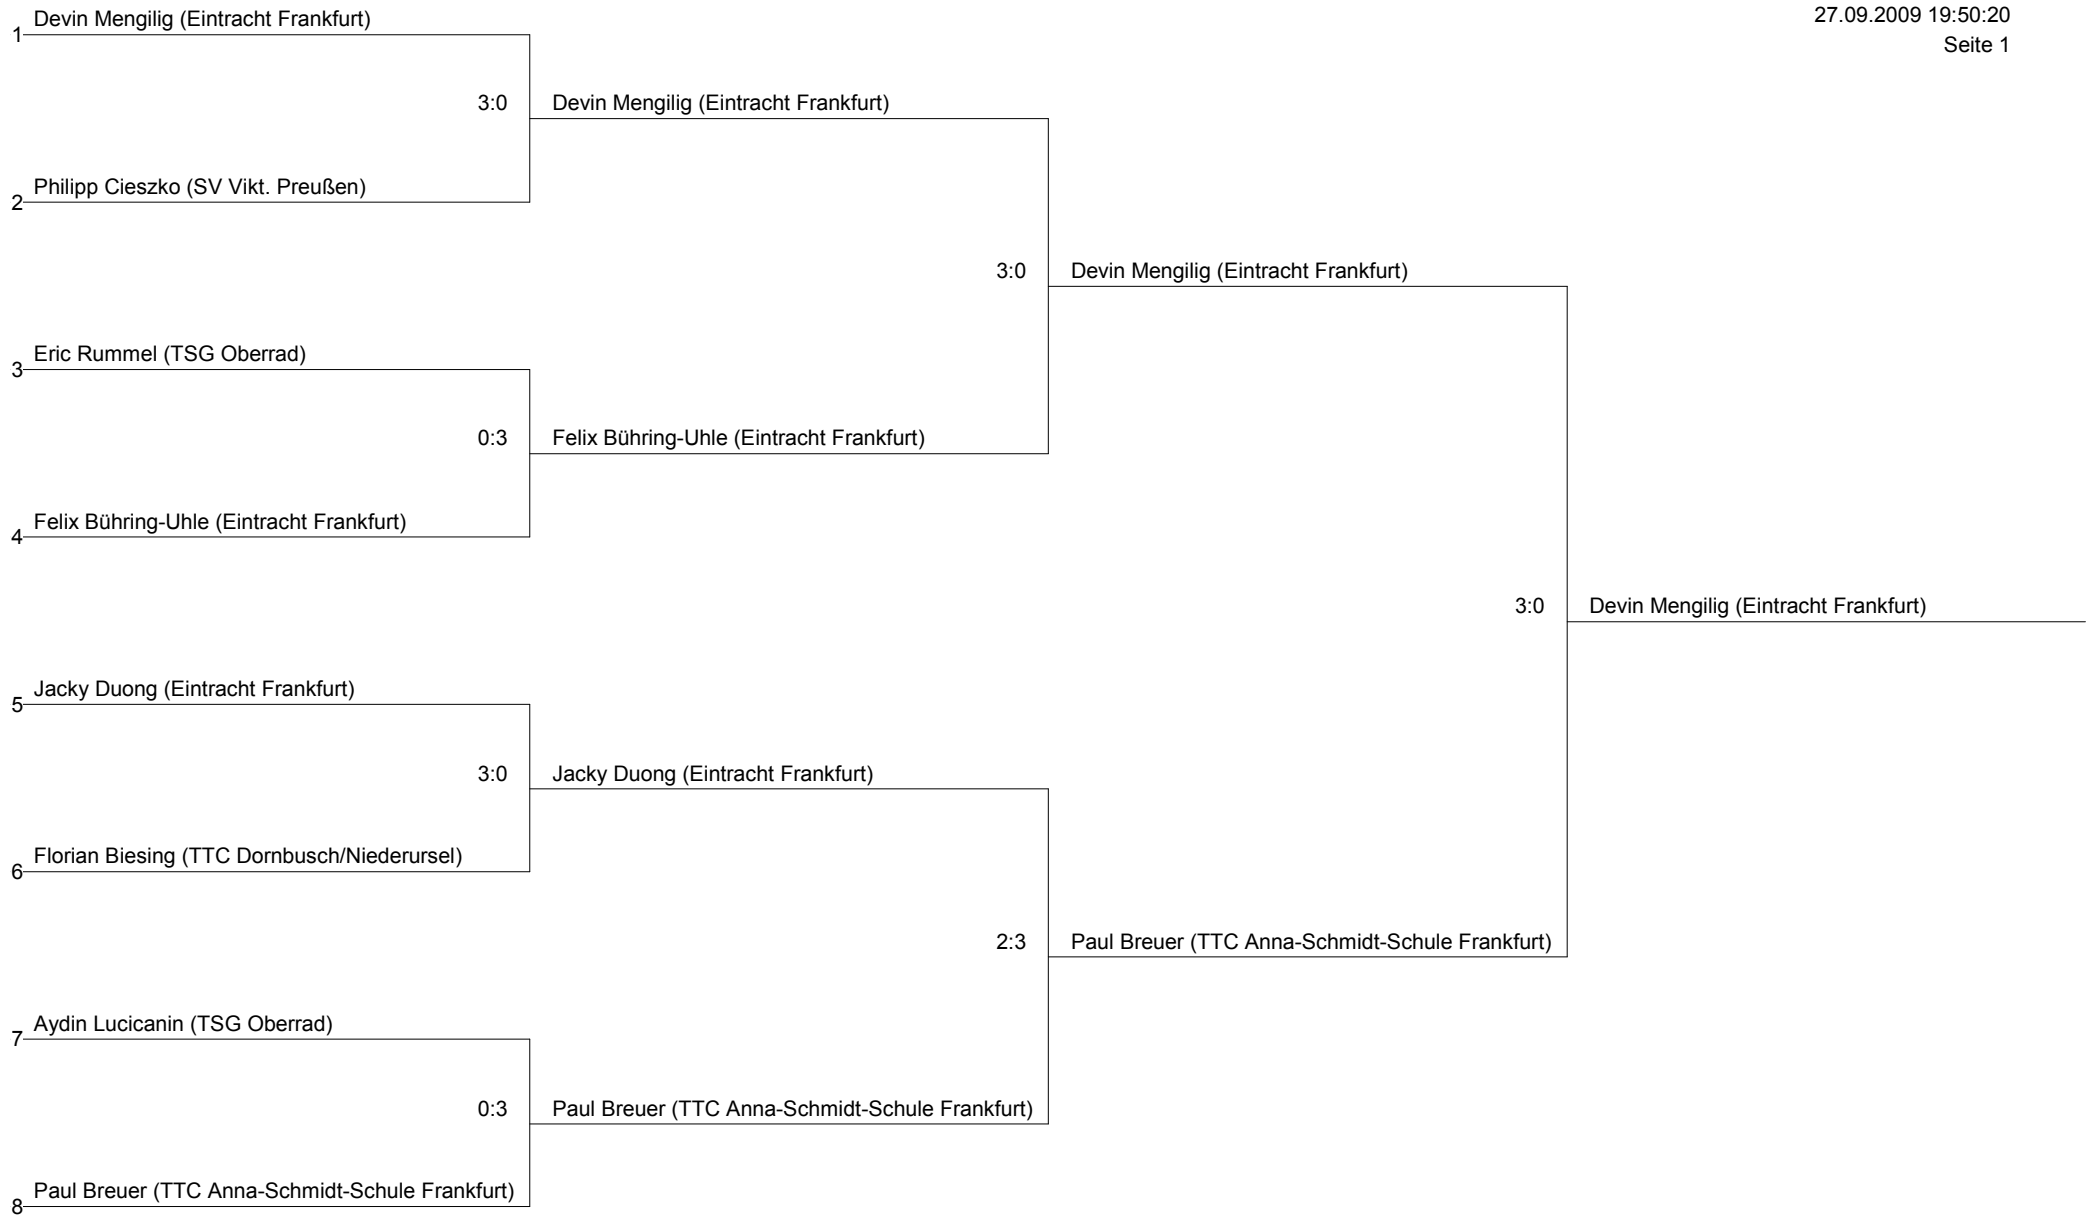 27.09.2009 19:50:20
Seite 1
1 Devin Mengilig (Eintracht Frankfurt)
3:0 Devin Mengilig (Eintracht Frankfurt)
2 Philipp Cieszko (SV Vikt. Preußen)
3:0 Devin Mengilig (Eintracht Frankfurt)
3 Eric Rummel (TSG Oberrad)
0:3 Felix Bühring-Uhle (Eintracht Frankfurt)
4 Felix Bühring-Uhle (Eintracht Frankfurt)
3:0 Devin Mengilig (Eintracht Frankfurt)
5 Jacky Duong (Eintracht Frankfurt)
3:0 Jacky Duong (Eintracht Frankfurt)
6 Florian Biesing (TTC Dornbusch/Niederursel)
2:3 Paul Breuer (TTC Anna-Schmidt-Schule Frankfurt)
7 Aydin Lucicanin (TSG Oberrad)
0:3 Paul Breuer (TTC Anna-Schmidt-Schule Frankfurt)
8 Paul Breuer (TTC Anna-Schmidt-Schule Frankfurt)